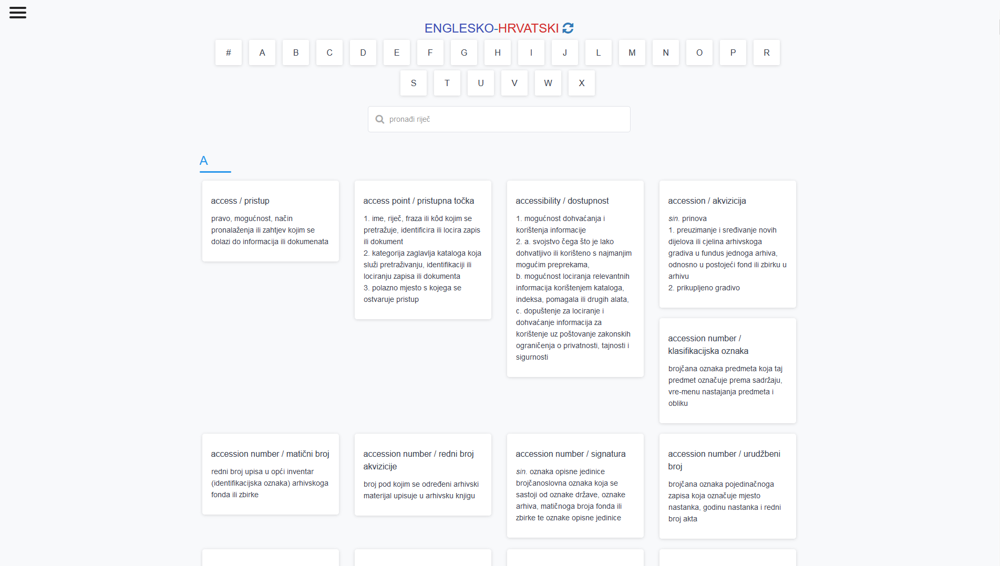 ENGLESKO-HRVATSKI
# A B C D E F G H I J L M N O P R
S T U V W X
pronađi riječ
A
access / pristup
pravo, mogućnost, način
pronalaženja ili zahtjev kojim se
dolazi do informacija ili dokumenata
access point / pristupna točka
1. ime, riječ, fraza ili kôd kojim se
pretražuje, identificira ili locira zapis
ili dokument
2. kategorija zaglavlja kataloga koja
služi pretraživanju, identifikaciji ili
lociranju zapisa ili dokumenta
3. polazno mjesto s kojega se
ostvaruje pristup
accessibility / dostupnost
1. mogućnost dohvaćanja i
korištenja informacije
2. a. svojstvo čega što je lako
dohvatljivo ili korišteno s najmanjim
mogućim preprekama,
b. mogućnost lociranja relevantnih
informacija korištenjem kataloga,
indeksa, pomagala ili drugih alata,
c. dopuštenje za lociranje i
dohvaćanje informacija za
korištenje uz poštovanje zakonskih
ograničenja o privatnosti, tajnosti i
sigurnosti
accession / akvizicija
sin. prinova
1. preuzimanje i sređivanje novih
dijelova ili cjelina arhivskoga
gradiva u fundus jednoga arhiva,
odnosno u postojeći fond ili zbirku u
arhivu
2. prikupljeno gradivo
accession number /
klasifikacijska oznaka
brojčana oznaka predmeta koja taj
predmet označuje prema sadržaju,
vre-menu nastajanja predmeta i
obliku
accession number / matični broj
redni broj upisa u opći inventar
(identifikacijska oznaka) arhivskoga
fonda ili zbirke
accession number / redni broj
akvizicije
broj pod kojim se određeni arhivski
materijal upisuje u arhivsku knjigu
accession number / signatura
sin. oznaka opisne jedinice
brojčanoslovna oznaka koja se
sastoji od oznake države, oznake
arhiva, matičnoga broja fonda ili
zbirke te oznake opisne jedinice
accession number / urudžbeni
broj
brojčana oznaka pojedinačnoga
zapisa koja označuje mjesto
nastanka, godinu nastanka i redni
broj akta